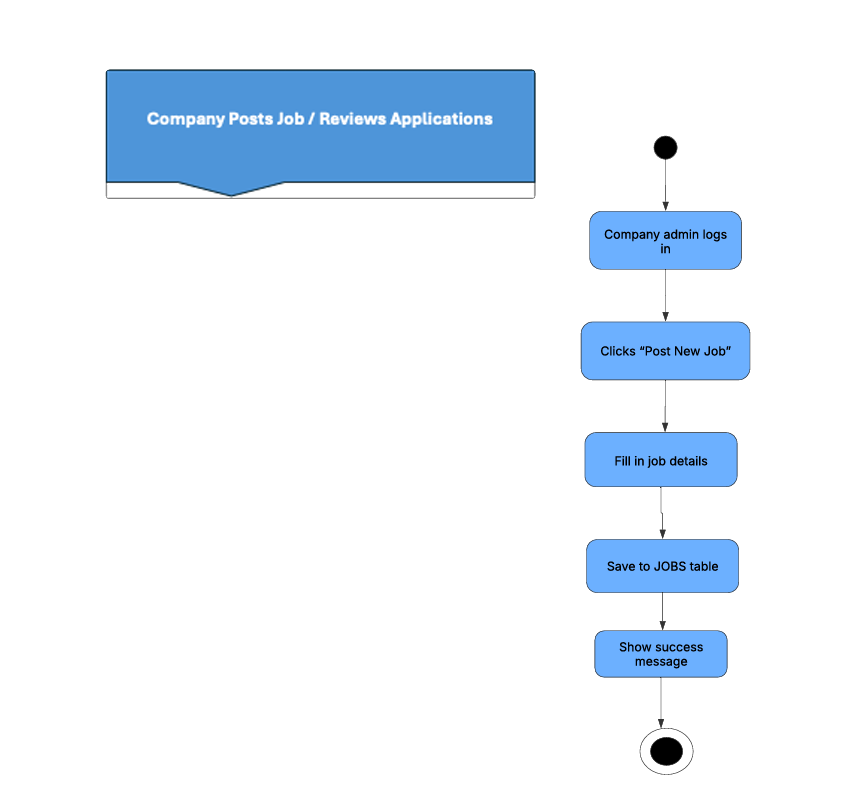 Company Posts Job / Reviews Applications
Company admin logs
in
Clicks “Post New Job”
Fill in job details
Save to JOBS table
Show success
message